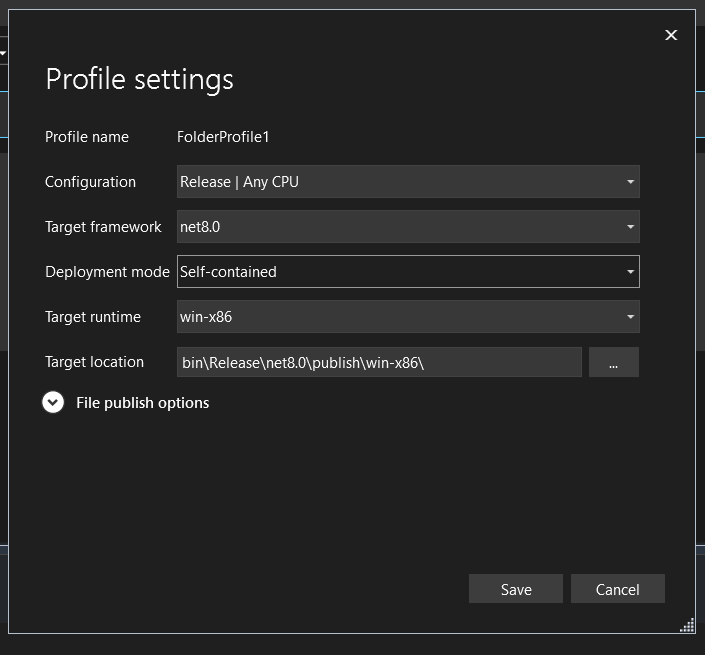 Profile settings
Profile name FolderProfile1
Configuration Release | Any CPU
Target framework net8.0
Deployment mode Self-contained
Target runtime win-x86
Target location bin\Release\net8.0\publish\win-x86\ ...
File publish options
Save Cancel